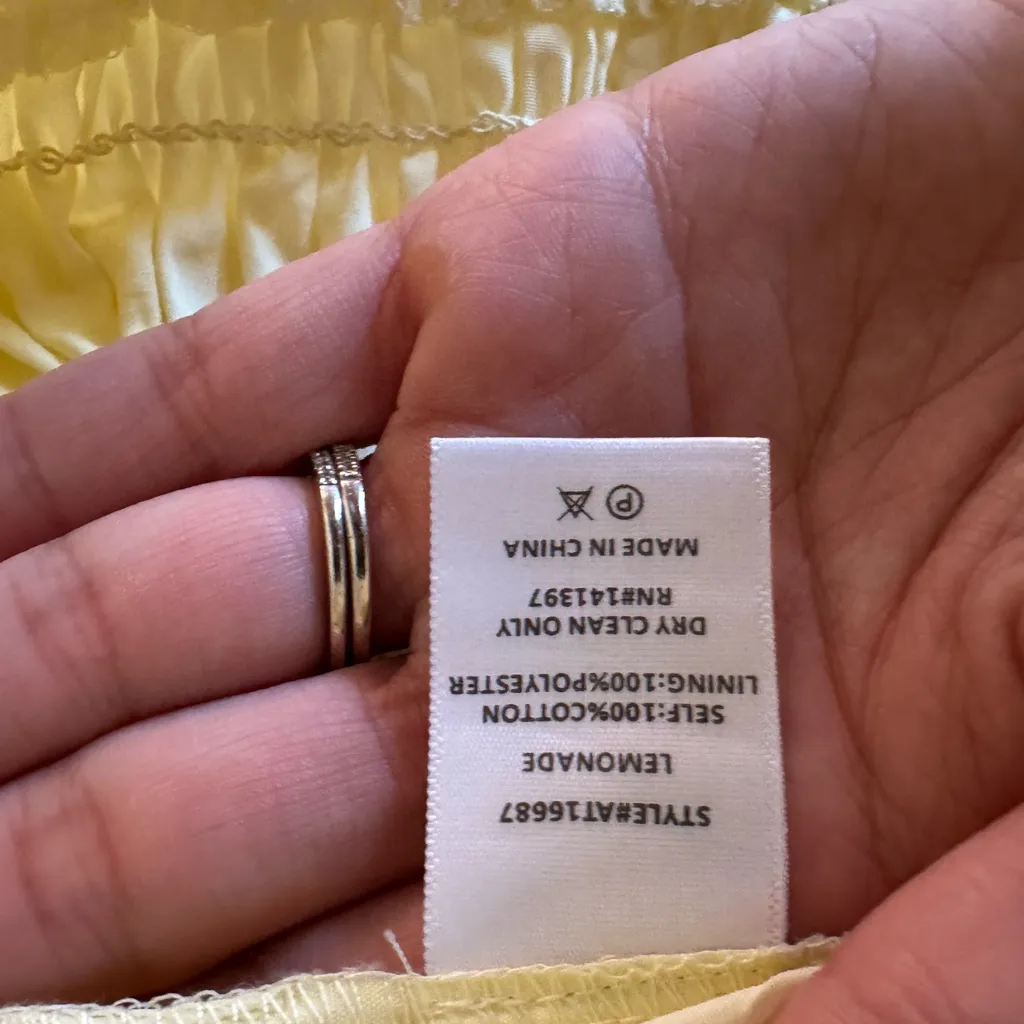 STYLE#AT16687
LEMONADE
SELF:100%COTTON
LINING:100%POLYESTER
DRY CLEAN ONLY
RN#141397
MADE IN CHINA
P